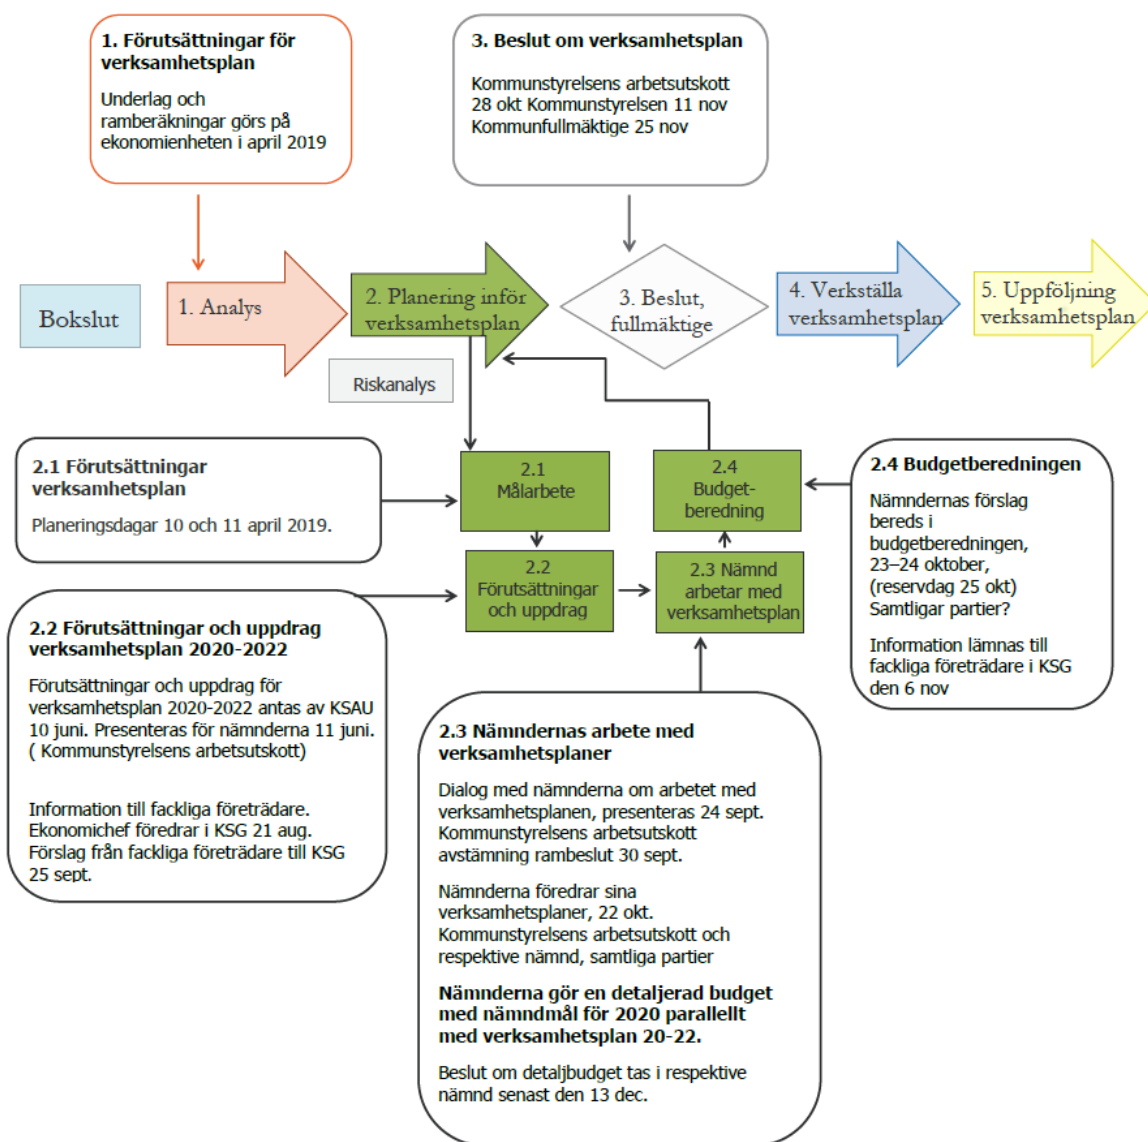 1. Förutsättningar för
verksamhetsplan
Underlag och
ramberäkningar görs på
ekonomienheten i april 2019
3. Beslut om verksamhetsplan
Kommunstyrelsens arbetsutskott
28 okt Kommunstyrelsen 11 nov
Kommunfullmäktige 25 nov
Bokslut
1. Analys
2. Planering inför
verksamhetsplan
3. Beslut,
fullmäktige
4. Verkställa
verksamhetsplan
5. Uppföljning
verksamhetsplan
Riskanalys
2.1 Förutsättningar
verksamhetsplan
Planeringsdagar 10 och 11 april 2019.
2.1
Målarbete
2.4
Budget-
beredning
2.2
Förutsättningar
och uppdrag
2.3 Nämnd
arbetar med
verksamhetsplan
2.4 Budgetberedningen
Nämndernas förslag
bereds i
budgetberedningen,
23–24 oktober,
(reservdag 25 okt)
Samtligar partier?
Information lämnas till
fackliga företrädare i KSG
den 6 nov
2.2 Förutsättningar och uppdrag
verksamhetsplan 2020-2022
Förutsättningar och uppdrag för
verksamhetsplan 2020-2022 antas av KSAU
10 juni. Presenteras för nämnderna 11 juni.
( Kommunstyrelsens arbetsutskott)
Information till fackliga företrädare.
Ekonomichef föredrar i KSG 21 aug.
Förslag från fackliga företrädare till KSG
25 sept.
2.3 Nämndernas arbete med
verksamhetsplaner
Dialog med nämnderna om arbetet med
verksamhetsplanen, presenteras 24 sept.
Kommunstyrelsens arbetsutskott
avstämning rambeslut 30 sept.
Nämnderna föredrar sina
verksamhetsplaner, 22 okt.
Kommunstyrelsens arbetsutskott och
respektive nämnd, samtliga partier
Nämnderna gör en detaljerad budget
med nämndmål för 2020 parallellt
med verksamhetsplan 20-22.
Beslut om detaljbudget tas i respektive
nämnd senast den 13 dec.